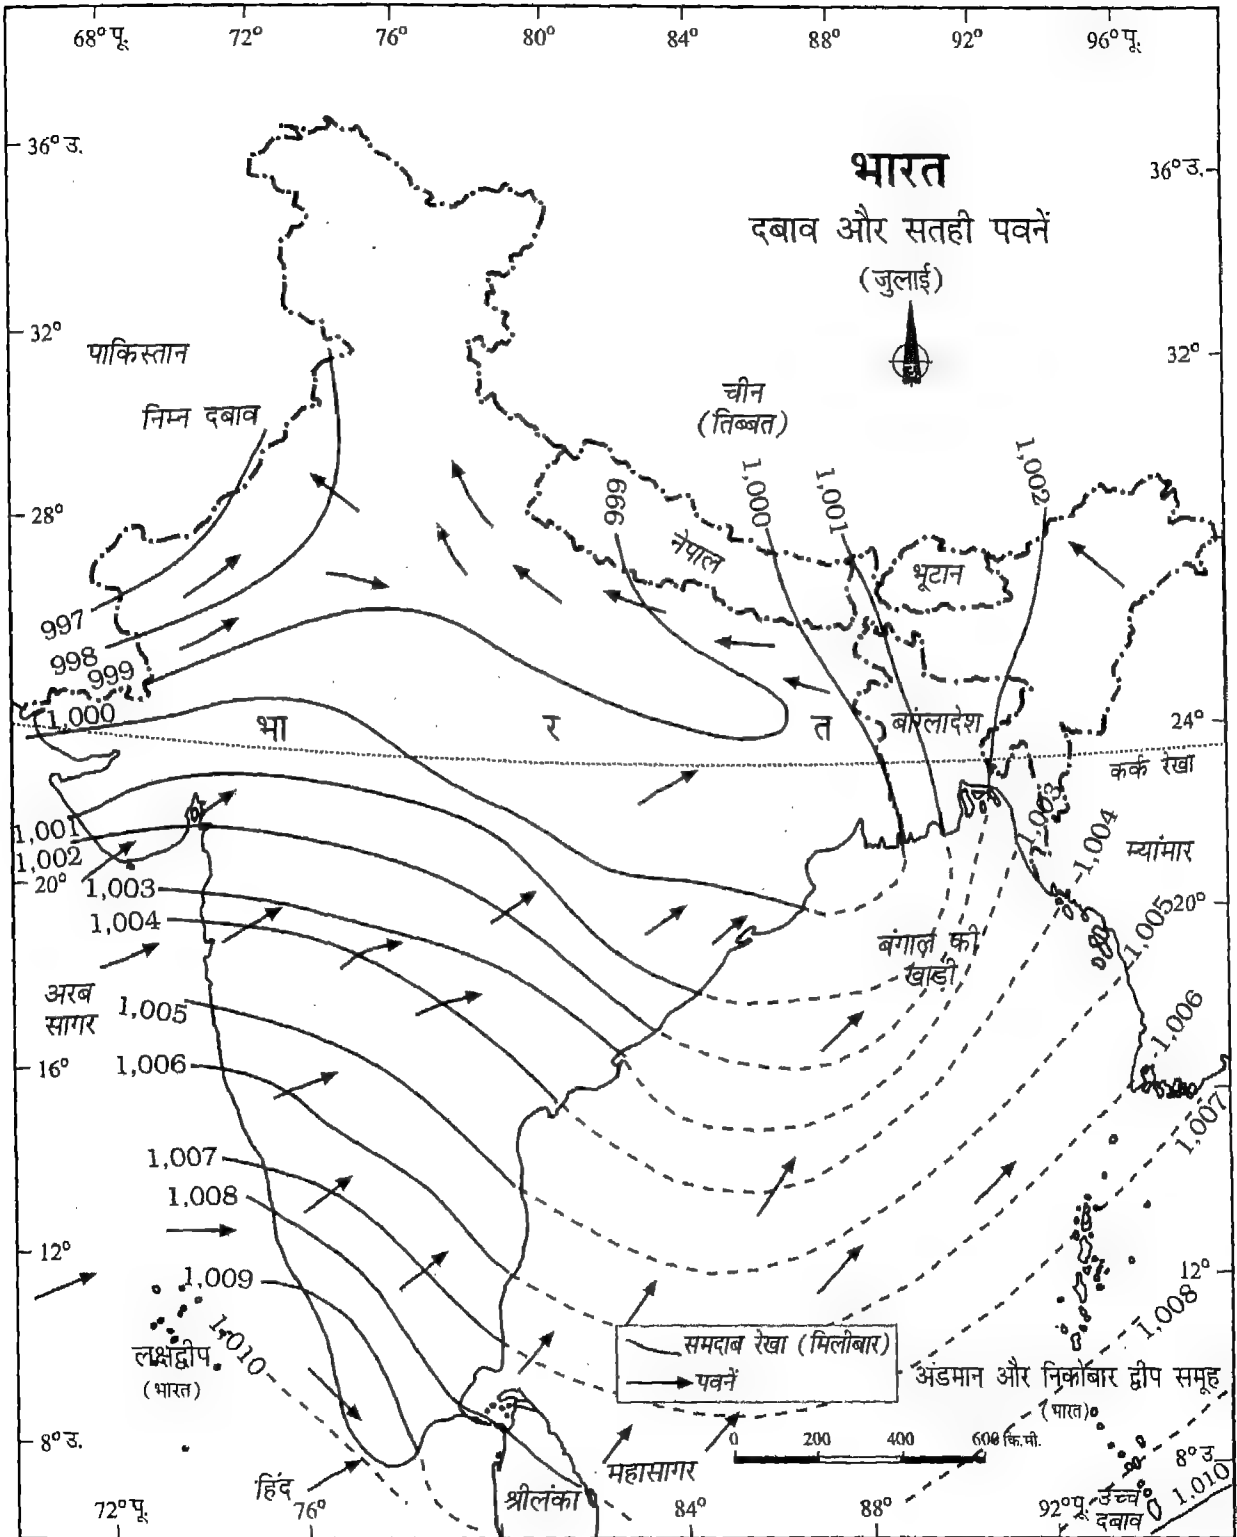 68° पू. 72° 76° 80° 84° 88° 92° 96° पू.
36° उ.
36° उ.
भारत
दबाव और सतही पवनें
(जुलाई)
32°
32°
पाकिस्तान
निम्न दबाव
चीन
(तिब्बत)
1,000
1,001
1,002
999
28°
नेपाल
भूटान
997
998
999
1,000
भा र त
बांग्लादेश
24°
कर्क रेखा
1,001
1,002
1,003
1,004
म्यांमार
20°
20°
1,003
1,004
1,005
बंगाल की
खाड़ी
अरब
सागर
1,005
1,006
1,006
16°
1,007
1,007
1,008
12°
12°
1,009
1,008
1,010
लक्षद्वीप
(भारत)
समदाब रेखा (मिलीबार)
पवनें
अंडमान और निकोबार द्वीप समूह
(भारत)
0 200 400 600 कि.मी.
8° उ.
8° उ.
हिंद
महासागर
श्रीलंका
उच्च
दबाव
1,010
72° पू. 76° 84° 88° 92° पू.